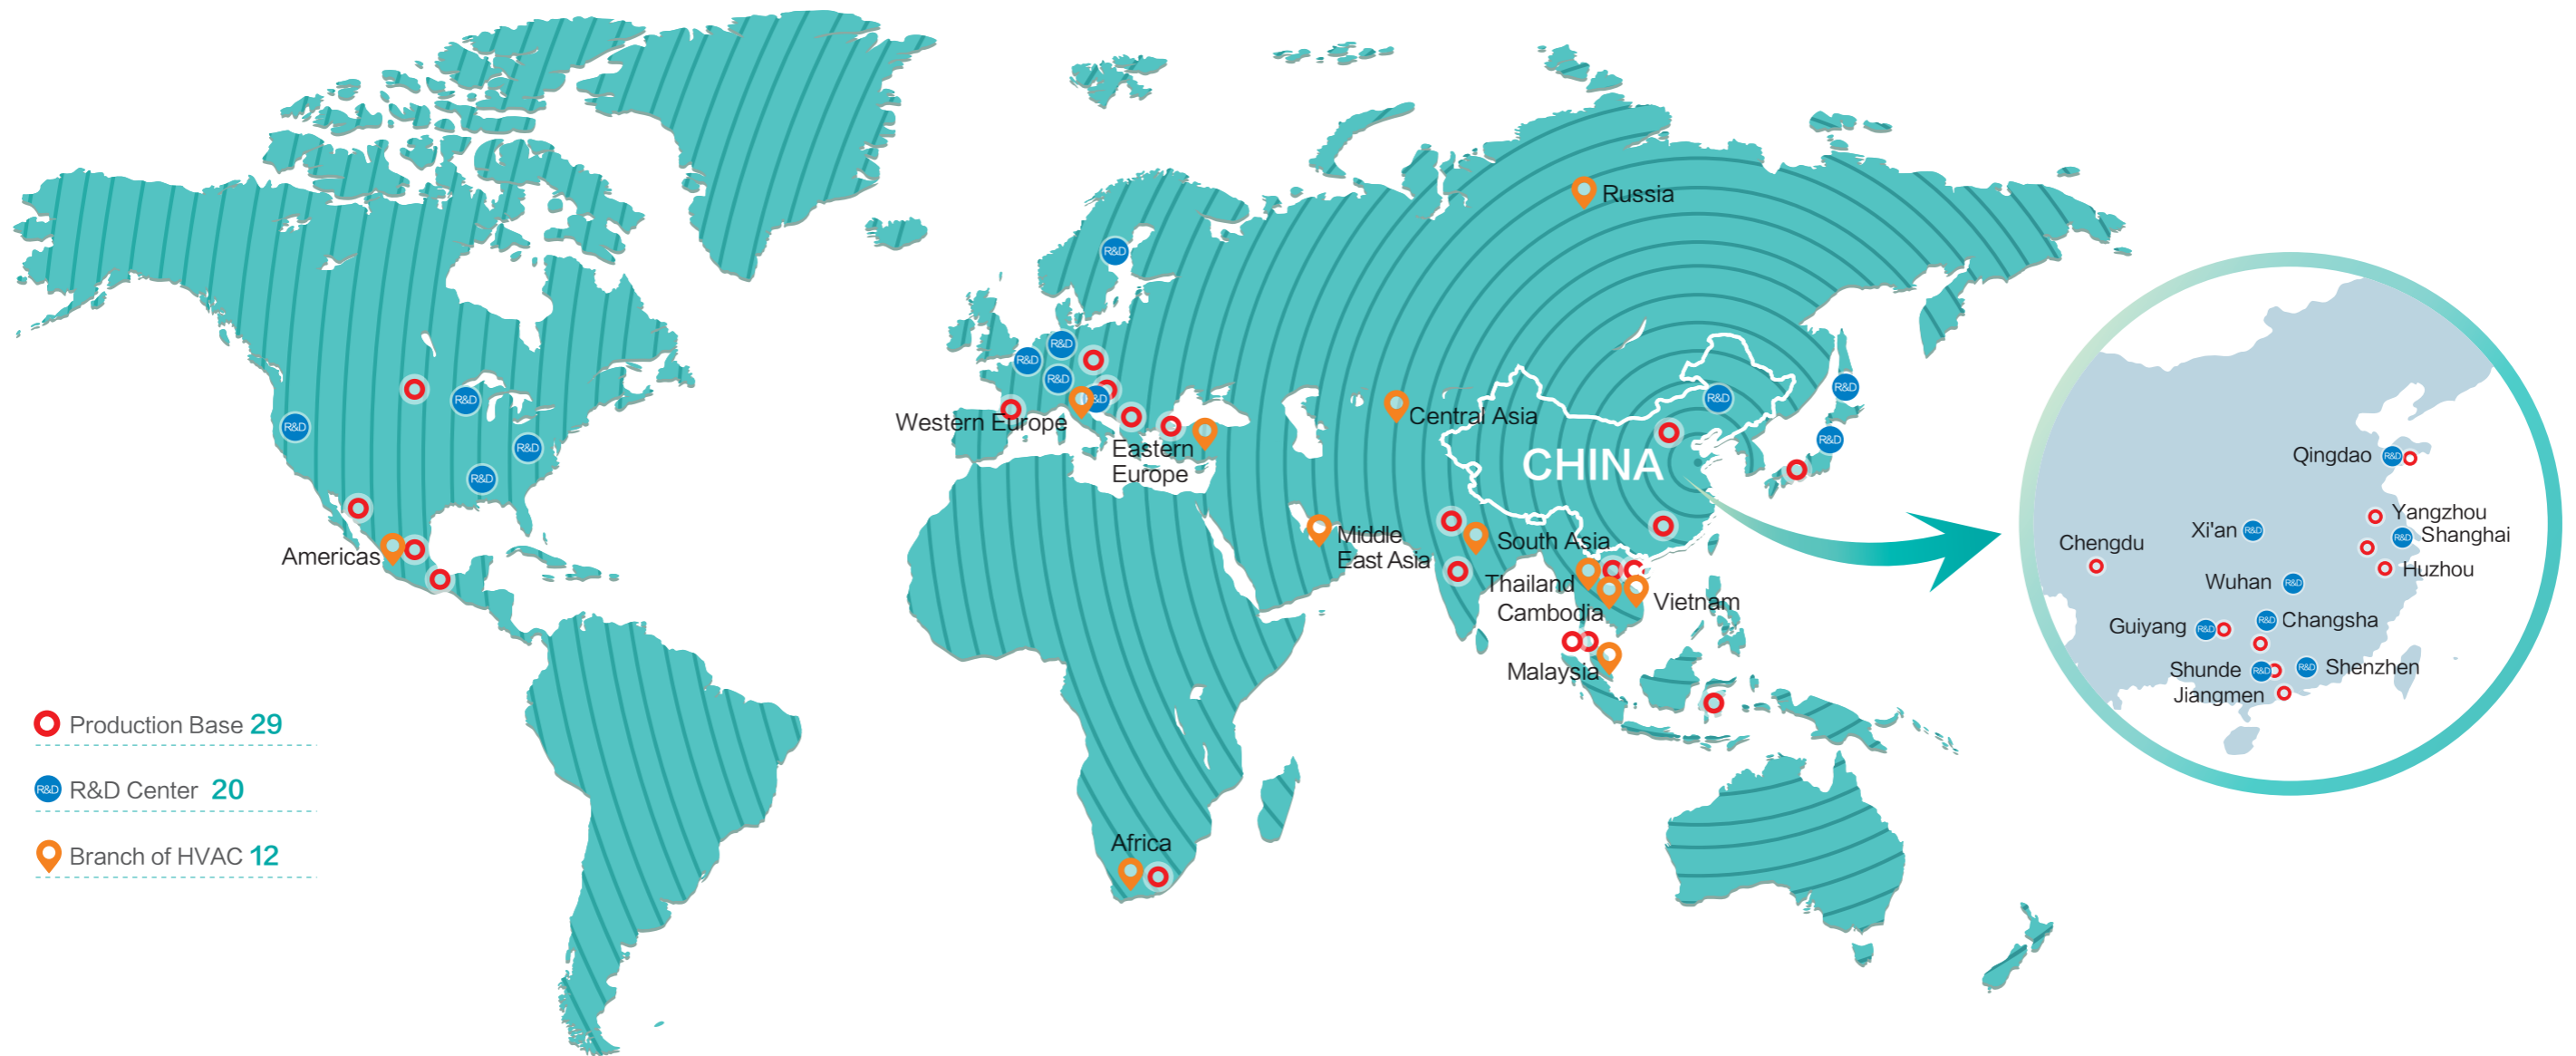 Russia
R&D
R&D
R&D
R&D
R&D
R&D
R&D
R&D
R&D
R&D
R&D
R&D
Western Europe
Eastern
Europe
Central Asia
CHINA
Americas
Middle
East Asia
South Asia
Thailand
Cambodia
Vietnam
Malaysia
Africa
Qingdao R&D
Yangzhou
Xi'an R&D
R&D Shanghai
Chengdu
Huzhou
Wuhan R&D
R&D Changsha
Guiyang R&D
Shunde R&D
R&D Shenzhen
Jiangmen
Production Base 29
R&D R&D Center 20
Branch of HVAC 12